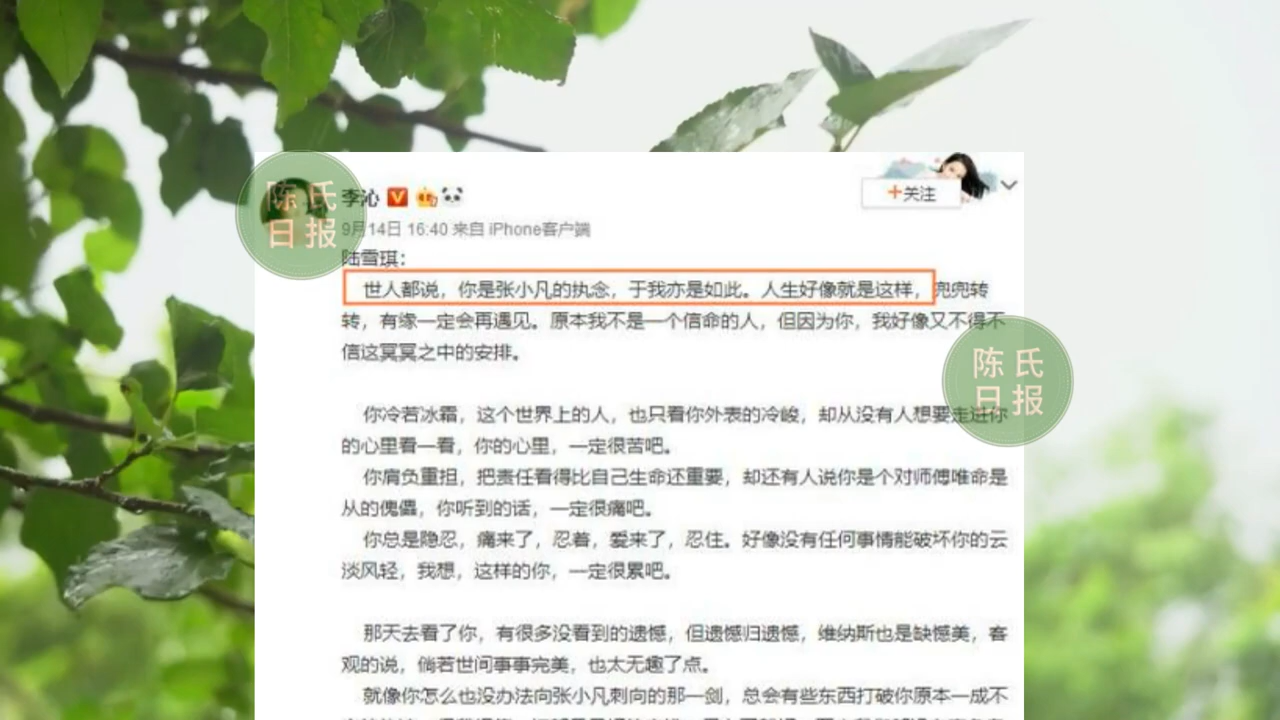 陈氏
日报
李沁
+关注
9月14日 16:40 来自 iPhone客户端
陆雪琪：
世人都说，你是张小凡的执念，于我亦是如此。人生好像就是这样，兜兜转
转，有缘一定会再遇见。原本我不是一个信命的人，但因为你，我好像又不得不
信这冥冥之中的安排。
陈氏
日报
你冷若冰霜，这个世界上的人，也只看你外表的冷峻，却从没有人想要走进你
的心里看一看，你的心里，一定很苦吧。
你肩负重担，把责任看得比自己生命还重要，却还有人说你是个对师傅唯命是
从的傀儡，你听到的话，一定很痛吧。
你总是隐忍，痛来了，忍着，爱来了，忍住。好像没有任何事情能破坏你的云
淡风轻，我想，这样的你，一定很累吧。
那天去看了你，有很多没看到的遗憾，但遗憾归遗憾，维纳斯也是缺憾美，客
观的说，倘若世间事事完美，也太无趣了点。
就像你怎么也没办法向张小凡刺向的那一剑，总会有些东西打破你原本一成不